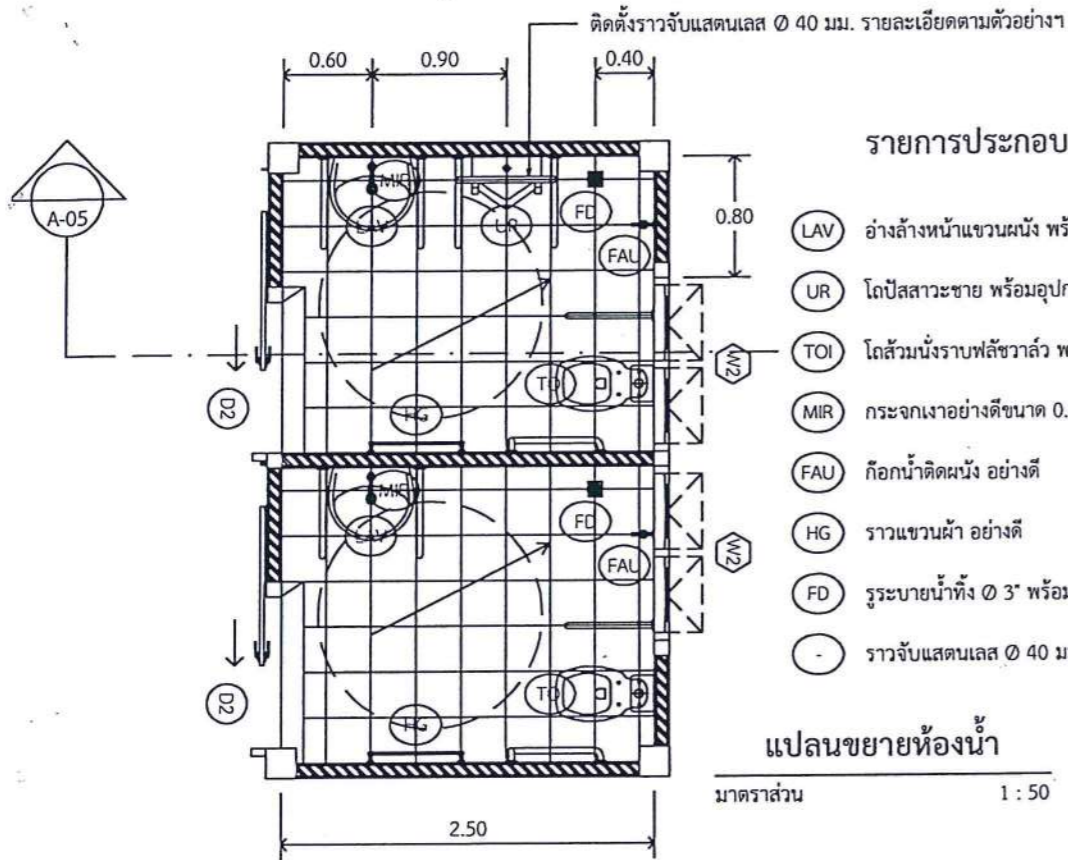 ติดตั้งราวจับแสตนเลส Ø 40 มม. รายละเอียดตามตัวอย่างฯ
0.60
0.90
0.40
รายการประกอบ
A-05
MIR
LAV
UR
FD
FAU
0.80
LAV อ่างล้างหน้าแขวนผนัง
UR โถปัสสาวะชาย
TOI โถส้วมนั่งราบฟลัชวาล์ว
MIR กระจกเงาอย่างดีขนาด 0.
FAU ก๊อกน้ำติดผนัง อย่างดี
HG ราวแขวนผ้า อย่างดี
FD รูระบายน้ำทิ้ง Ø 3" พร้อม
- ราวจับแสตนเลส Ø 40
W2
D2
TOI
HG
MIR
LAV
FD
FAU
W2
D2
TOI
HG
แปลนขยายห้องน้ำ
มาตราส่วน 1 : 50
2.50